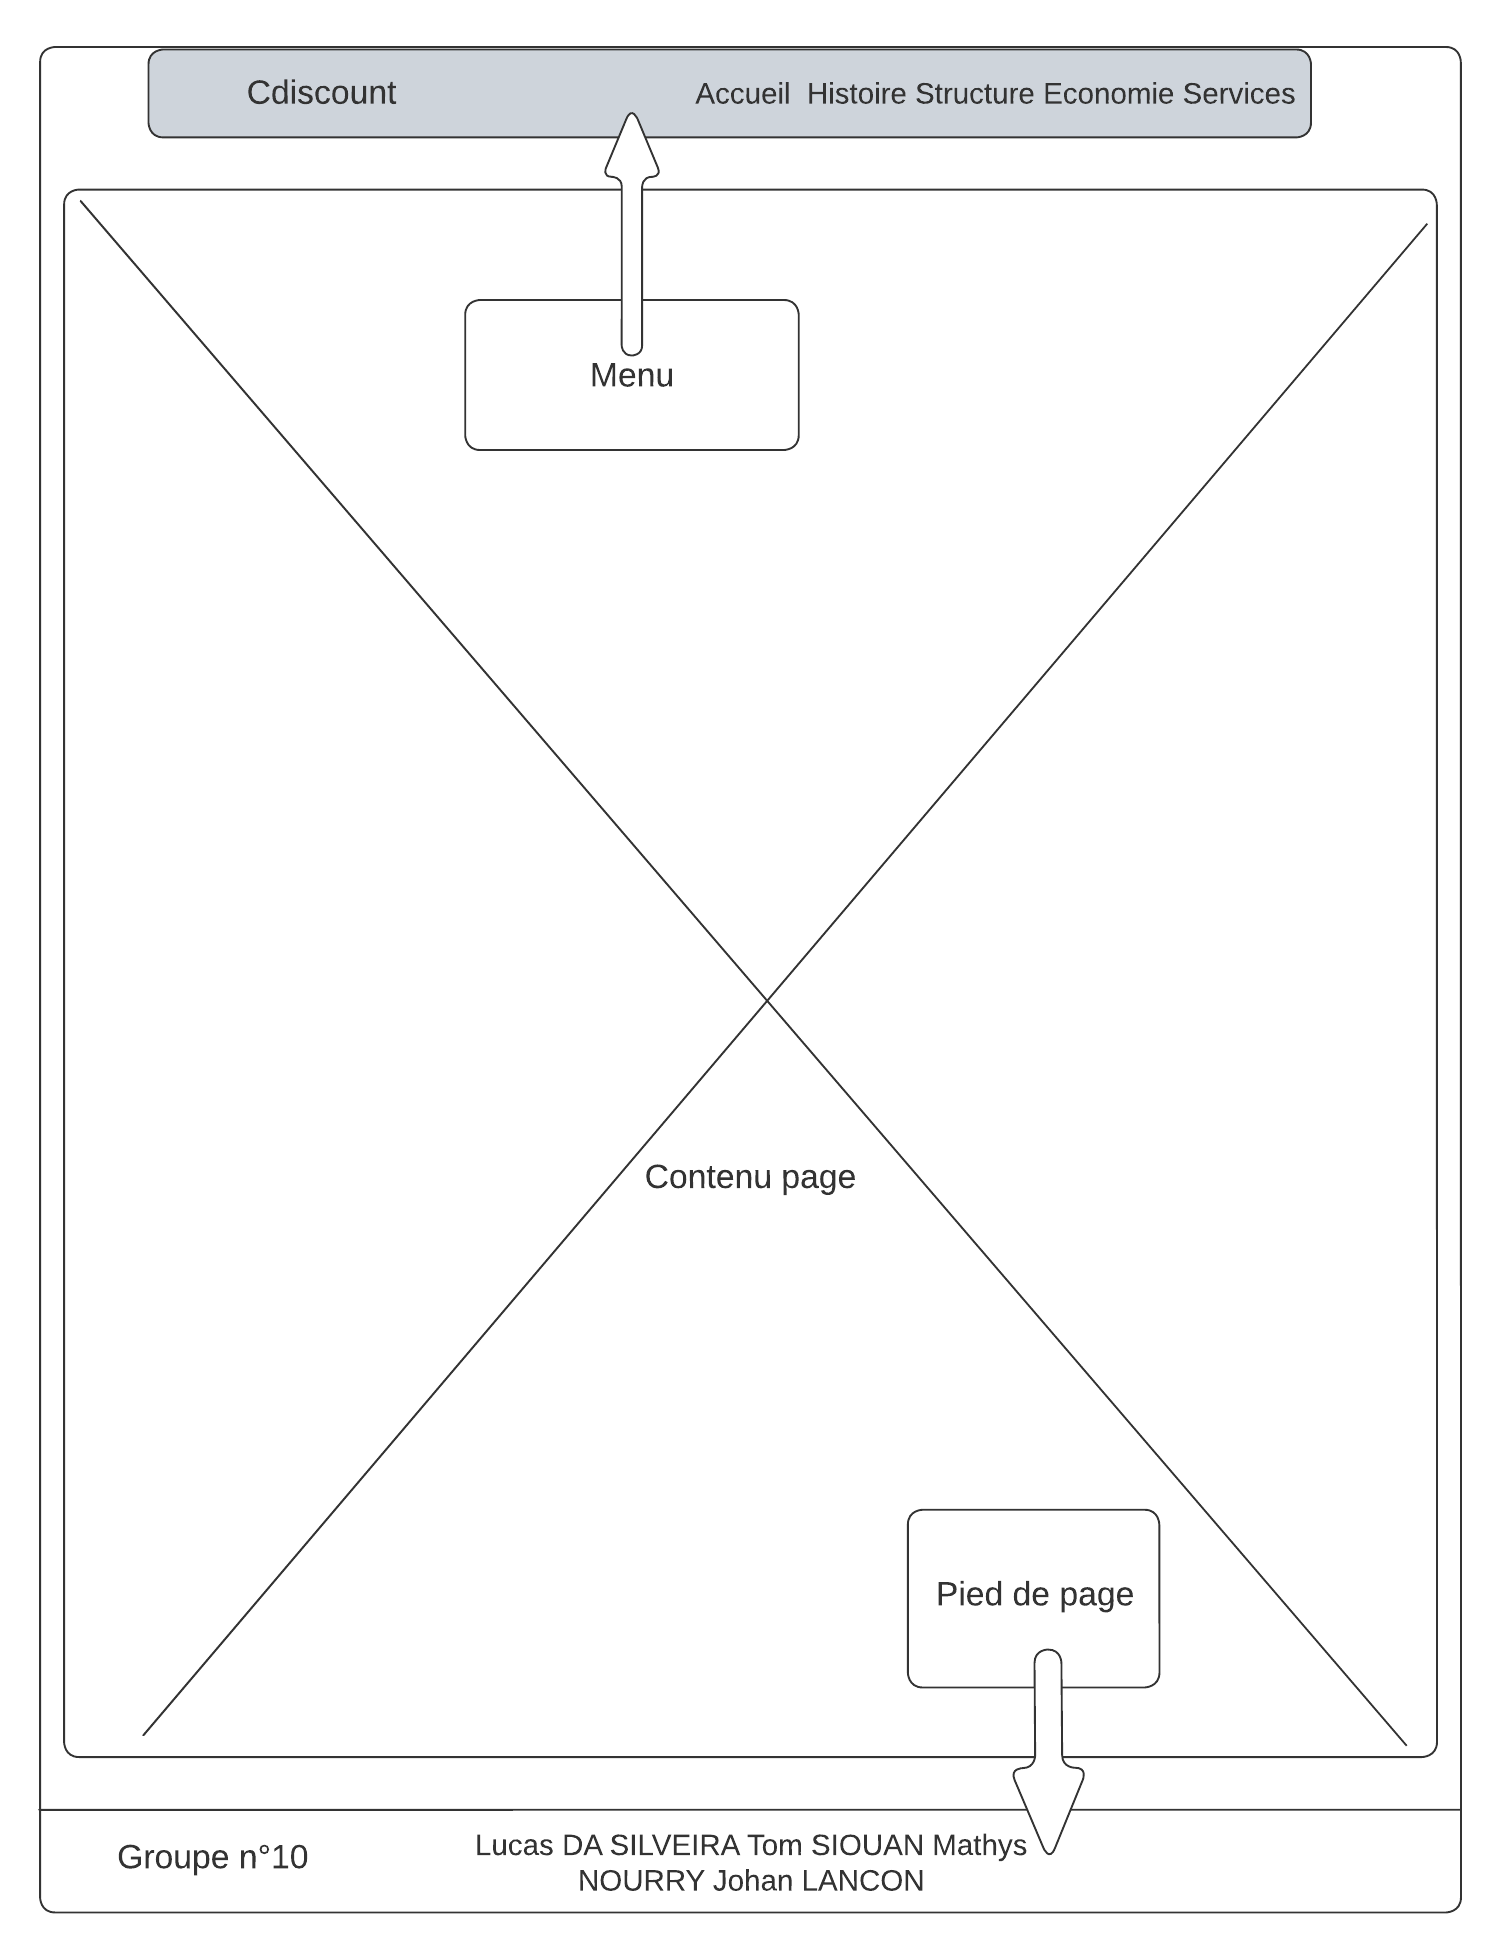 Cdiscount
Accueil Histoire Structure Economie Services
Menu
Contenu page
Pied de page
Groupe n°10
Lucas DA SILVEIRA Tom SIOUAN Mathys
NOURRY Johan LANCON